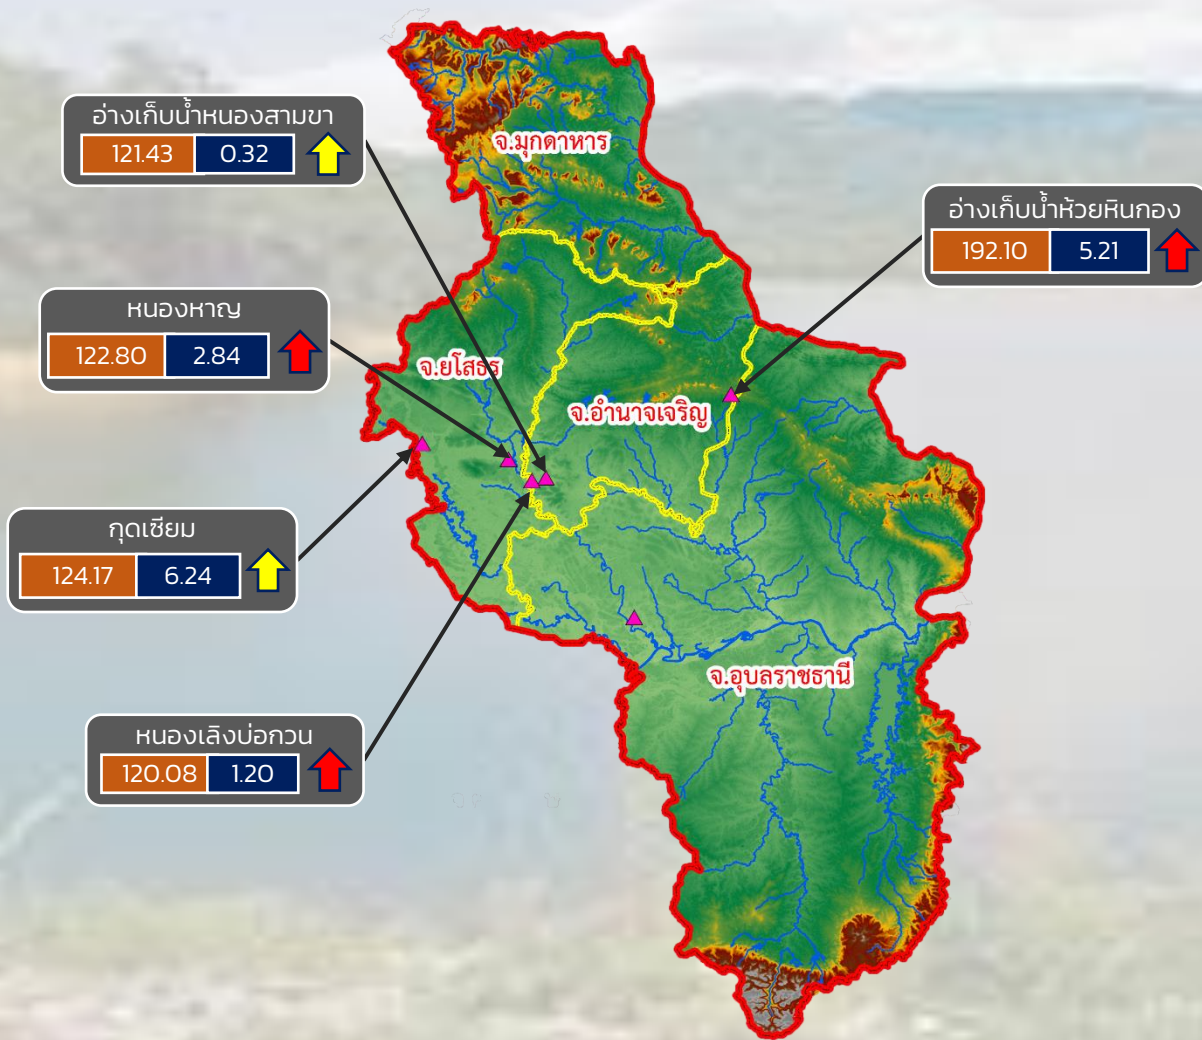 อ่างเก็บน้ำหนองสามขา
121.43 0.32
จ.มุกดาหาร
อ่างเก็บน้ำห้วยหินกอง
192.10 5.21
หนองหาญ
122.80 2.84
จ.ยโสธร
จ.อำนาจเจริญ
กุดเซียม
124.17 6.24
จ.อุบลราชธานี
หนองเลิงบ่อกวน
120.08 1.20